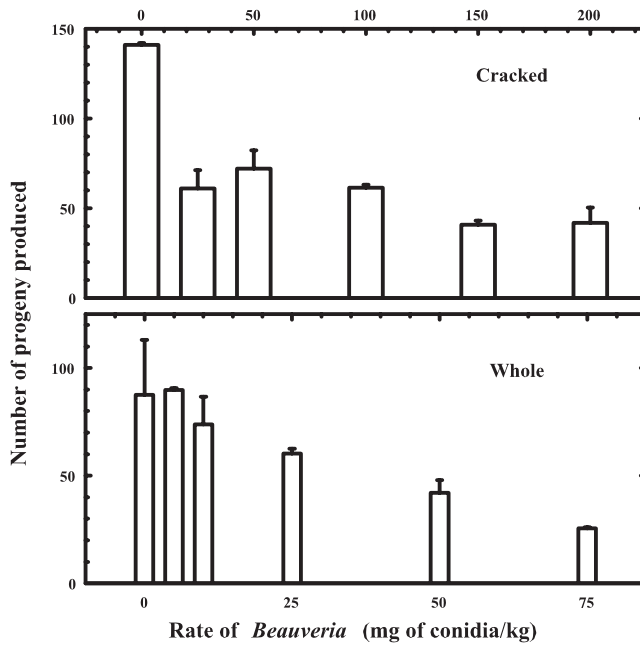 0 50 100 150 200
150
Cracked
100
50
0
Number of progeny produced
Whole
100
50
0
0 25 50 75
Rate of Beauveria (mg of conidia/kg)